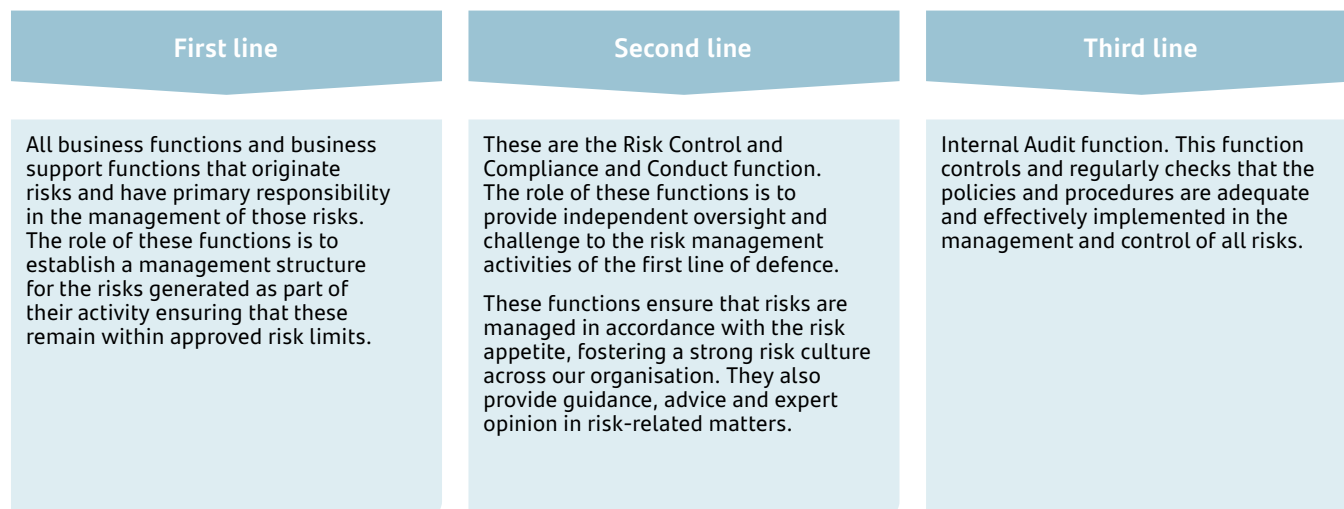 First line
All business functions and business
support functions that originate
risks and have primary responsibility
in the management of those risks.
The role of these functions is to
establish a management structure
for the risks generated as part of
their activity ensuring that these
remain within approved risk limits.
Second line
These are the Risk Control and
Compliance and Conduct function.
The role of these functions is to
provide independent oversight and
challenge to the risk management
activities of the first line of defence.
These functions ensure that risks are
managed in accordance with the risk
appetite, fostering a strong risk culture
across our organisation. They also
provide guidance, advice and expert
opinion in risk-related matters.
Third line
Internal Audit function. This function
controls and regularly checks that the
policies and procedures are adequate
and effectively implemented in the
management and control of all risks.